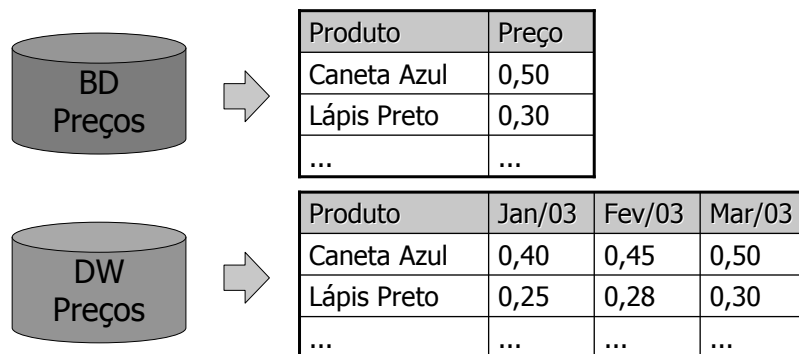 BD
Preços
Produto Preço
Caneta Azul 0,50
Lápis Preto 0,30
... ...
DW
Preços
Produto Jan/03 Fev/03 Mar/03
Caneta Azul 0,40 0,45 0,50
Lápis Preto 0,25 0,28 0,30
... ... ... ...